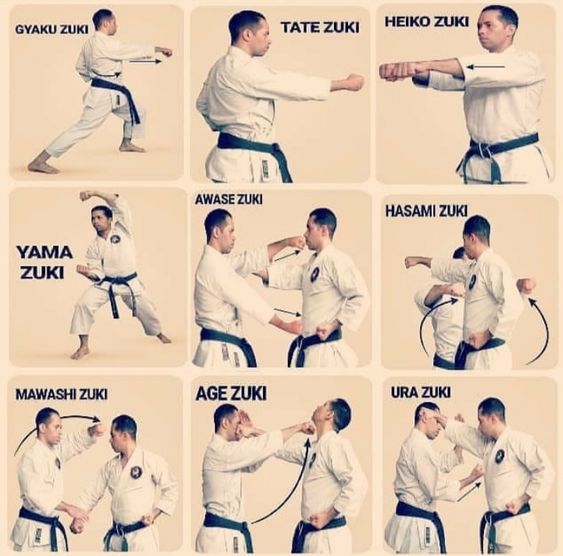 GYAKU ZUKI
TATE ZUKI
HEIKO ZUKI
YAMA
ZUKI
AWASE ZUKI
HASAMI ZUKI
MAWASHI ZUKI
AGE ZUKI
URA ZUKI